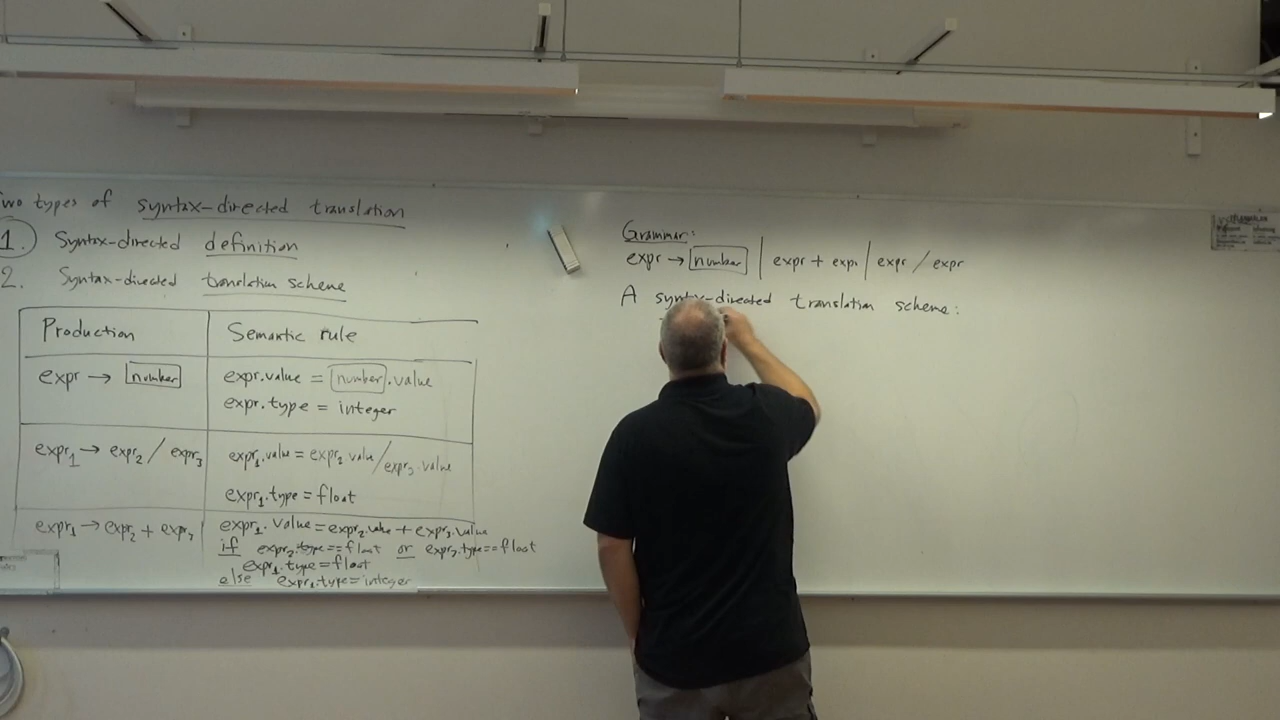 Two types of syntax-directed translation
1. Syntax-directed definition
2. Syntax-directed translation scheme
Production Semantic rule
expr → number expr.value = number.value
expr.type = integer
expr₁ → expr₂ / expr₃ expr₁.value = expr₂.value / expr₃.value
expr₁.type = float
expr₁ → expr₂ + expr₃ expr₁.value = expr₂.value + expr₃.value
if expr₂.type == float or expr₃.type == float
expr₁.type = float
else expr₁.type = integer
Grammar:
expr → number | expr + expr | expr / expr
A syntax-directed translation scheme: